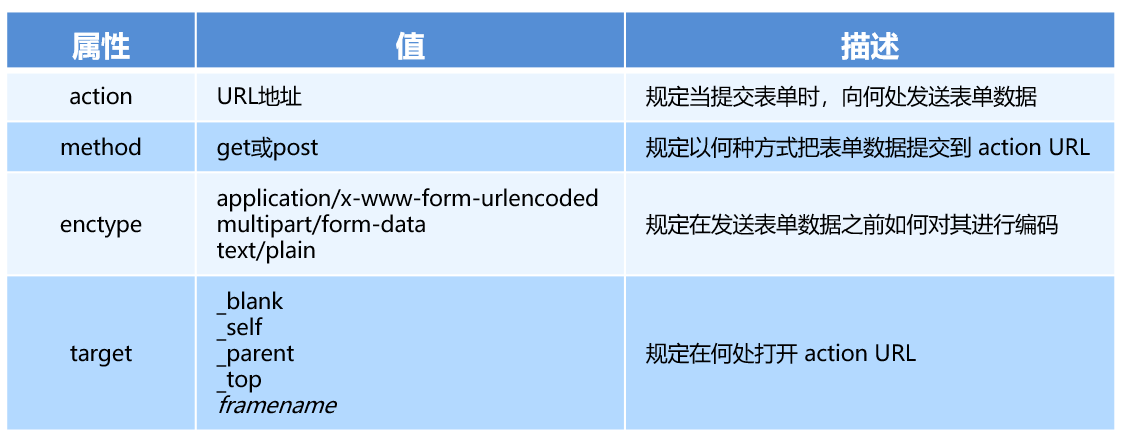 属性 值 描述
action URL地址 规定当提交表单时，向何处发送表单数据
method get或post 规定以何种方式把表单数据提交到 action URL
enctype
application/x-www-form-urlencoded
multipart/form-data
text/plain
规定在发送表单数据之前如何对其进行编码
target
_blank
_self
_parent
_top
framename
规定在何处打开 action URL